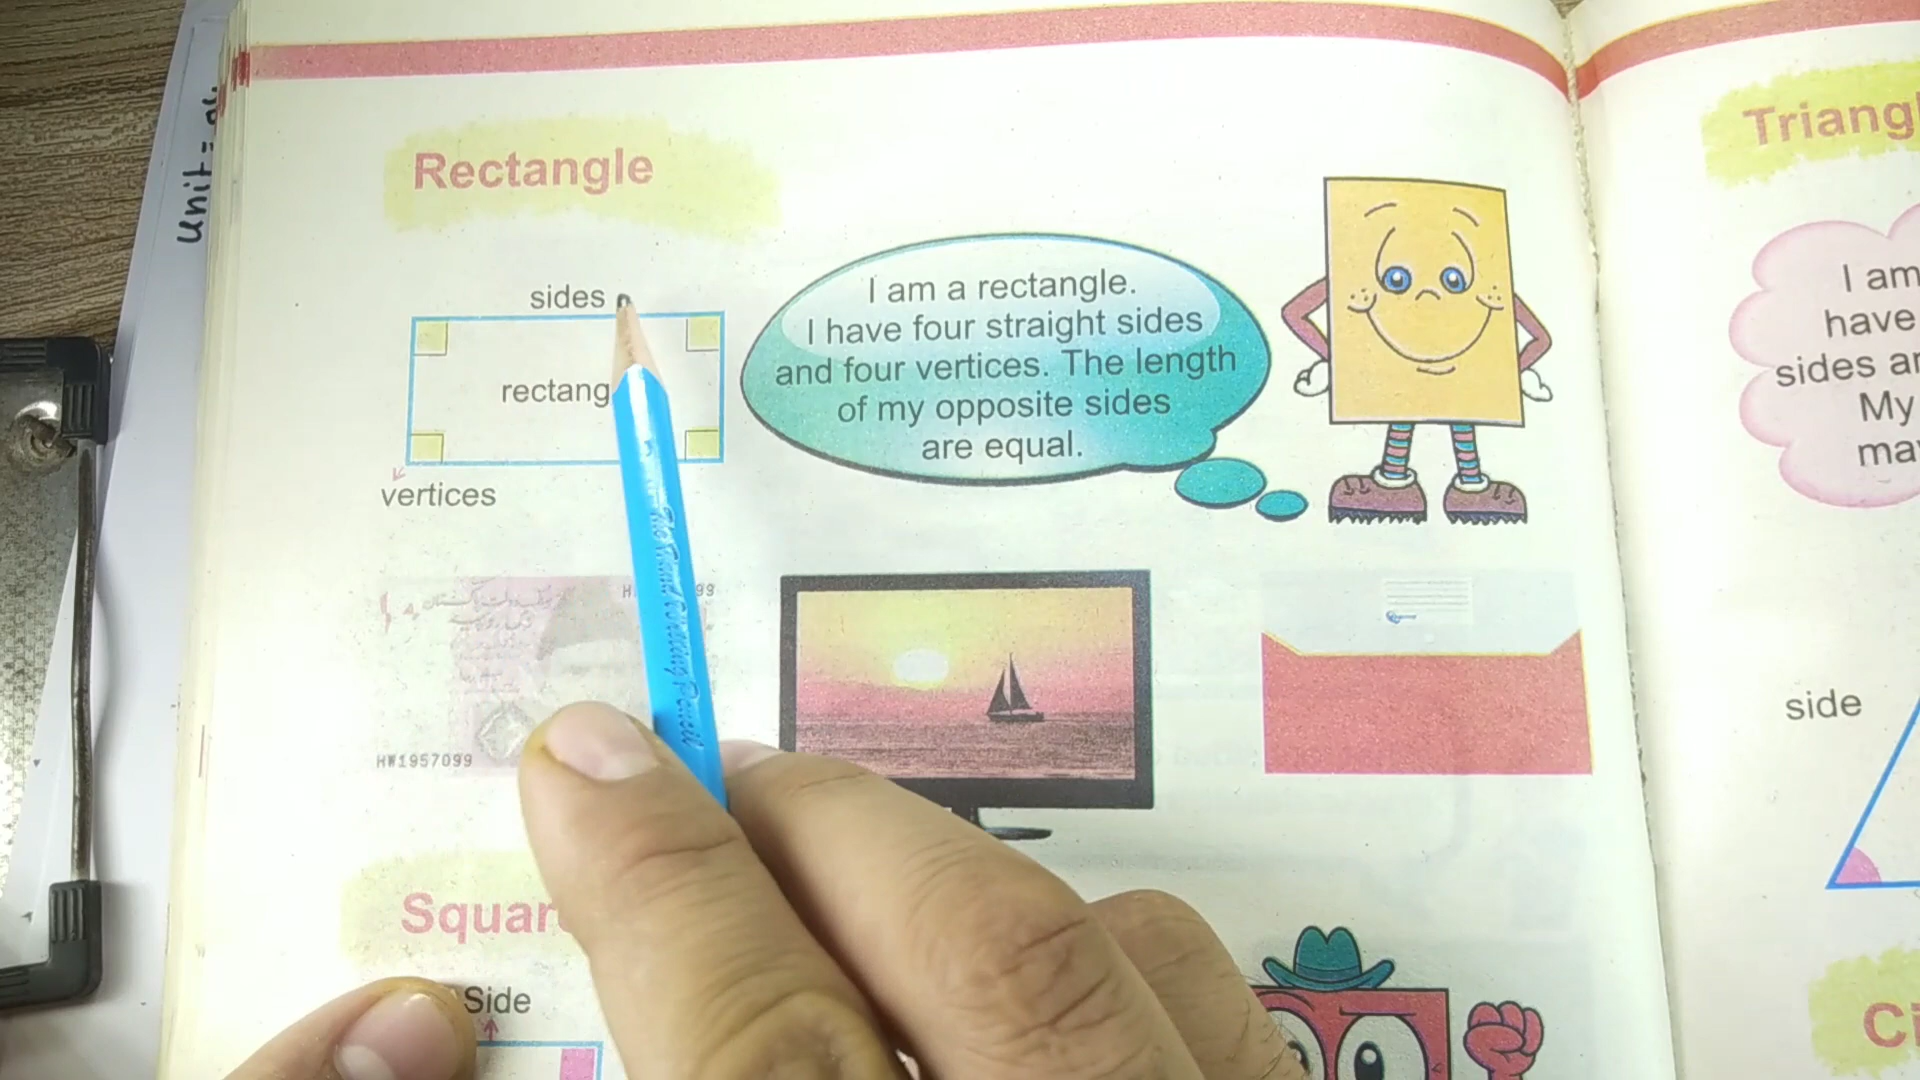 Rectangle
sides
rectang
vertices
I am a rectangle.
I have four straight sides
and four vertices. The length
of my opposite sides
are equal.
HW1957099
Squar
Side
Triang
I am
have
sides ar
My
ma
side
Ci
Unit =